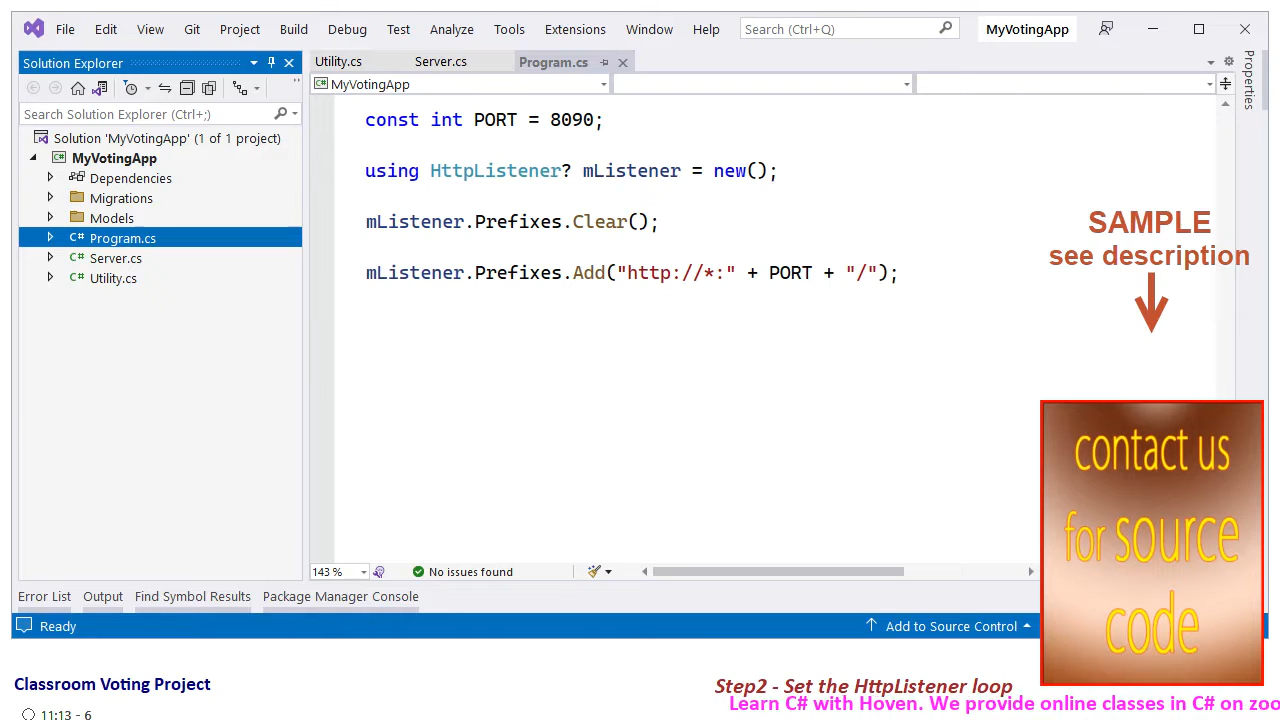 File Edit View Git Project Build Debug Test Analyze Tools Extensions Window Help Search (Ctrl+Q) MyVotingApp
Solution Explorer
Search Solution Explorer (Ctrl+;)
Solution 'MyVotingApp' (1 of 1 project)
MyVotingApp
Dependencies
Migrations
Models
C# Program.cs
C# Server.cs
C# Utility.cs
Utility.cs Server.cs Program.cs
C# MyVotingApp
const int PORT = 8090;
using HttpListener? mListener = new();
mListener.Prefixes.Clear();
mListener.Prefixes.Add("http://*:" + PORT + "/");
Properties
SAMPLE
see description
contact us
for source
code
143 % No issues found
Error List Output Find Symbol Results Package Manager Console
Ready Add to Source Control
Classroom Voting Project
Step2 - Set the HttpListener loop
Learn C# with Hoven. We provide online classes in C# on zoo
11:13 - 6